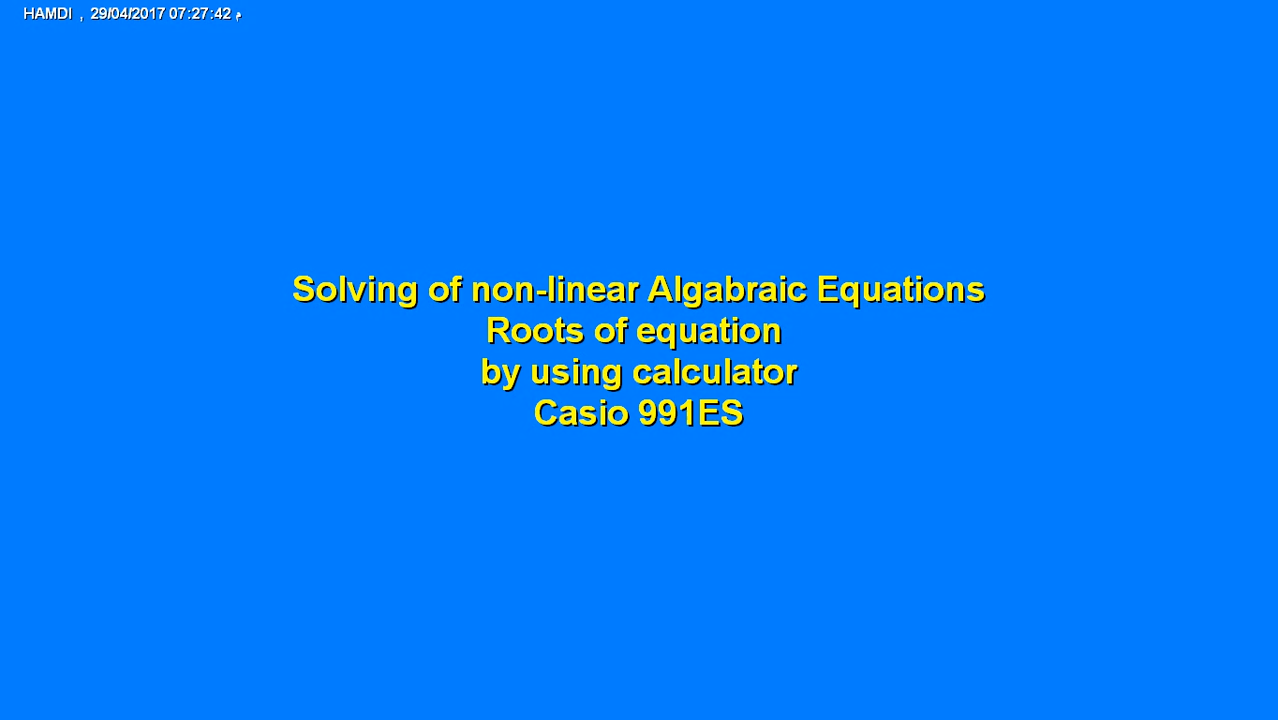 HAMDI , 29/04/2017 07:27:42 م
Solving of non-linear Algabraic Equations
Roots of equation
by using calculator
Casio 991ES